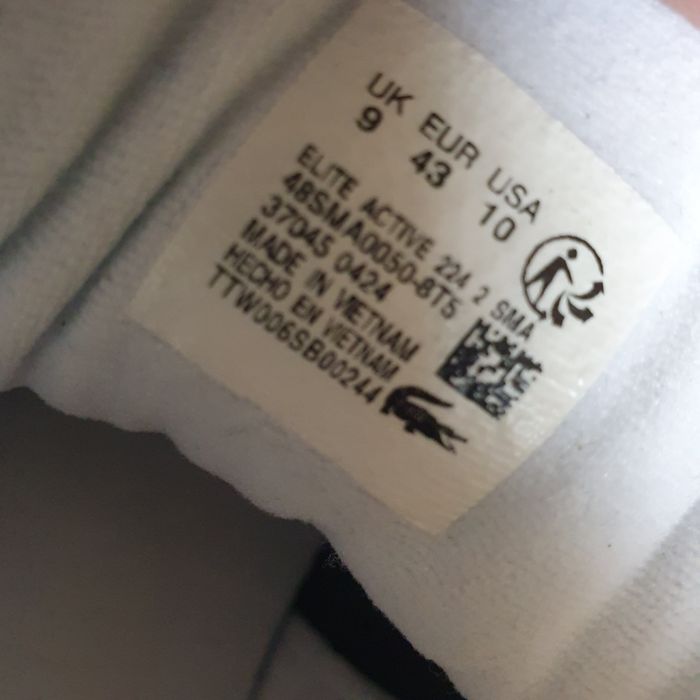 UK EUR USA
9 43 10
ELITE ACTIVE 224 2 SMA
48SMA0050-8T5
37045 0424
MADE IN VIETNAM
HECHO EN VIETNAM
TTW006SB00244